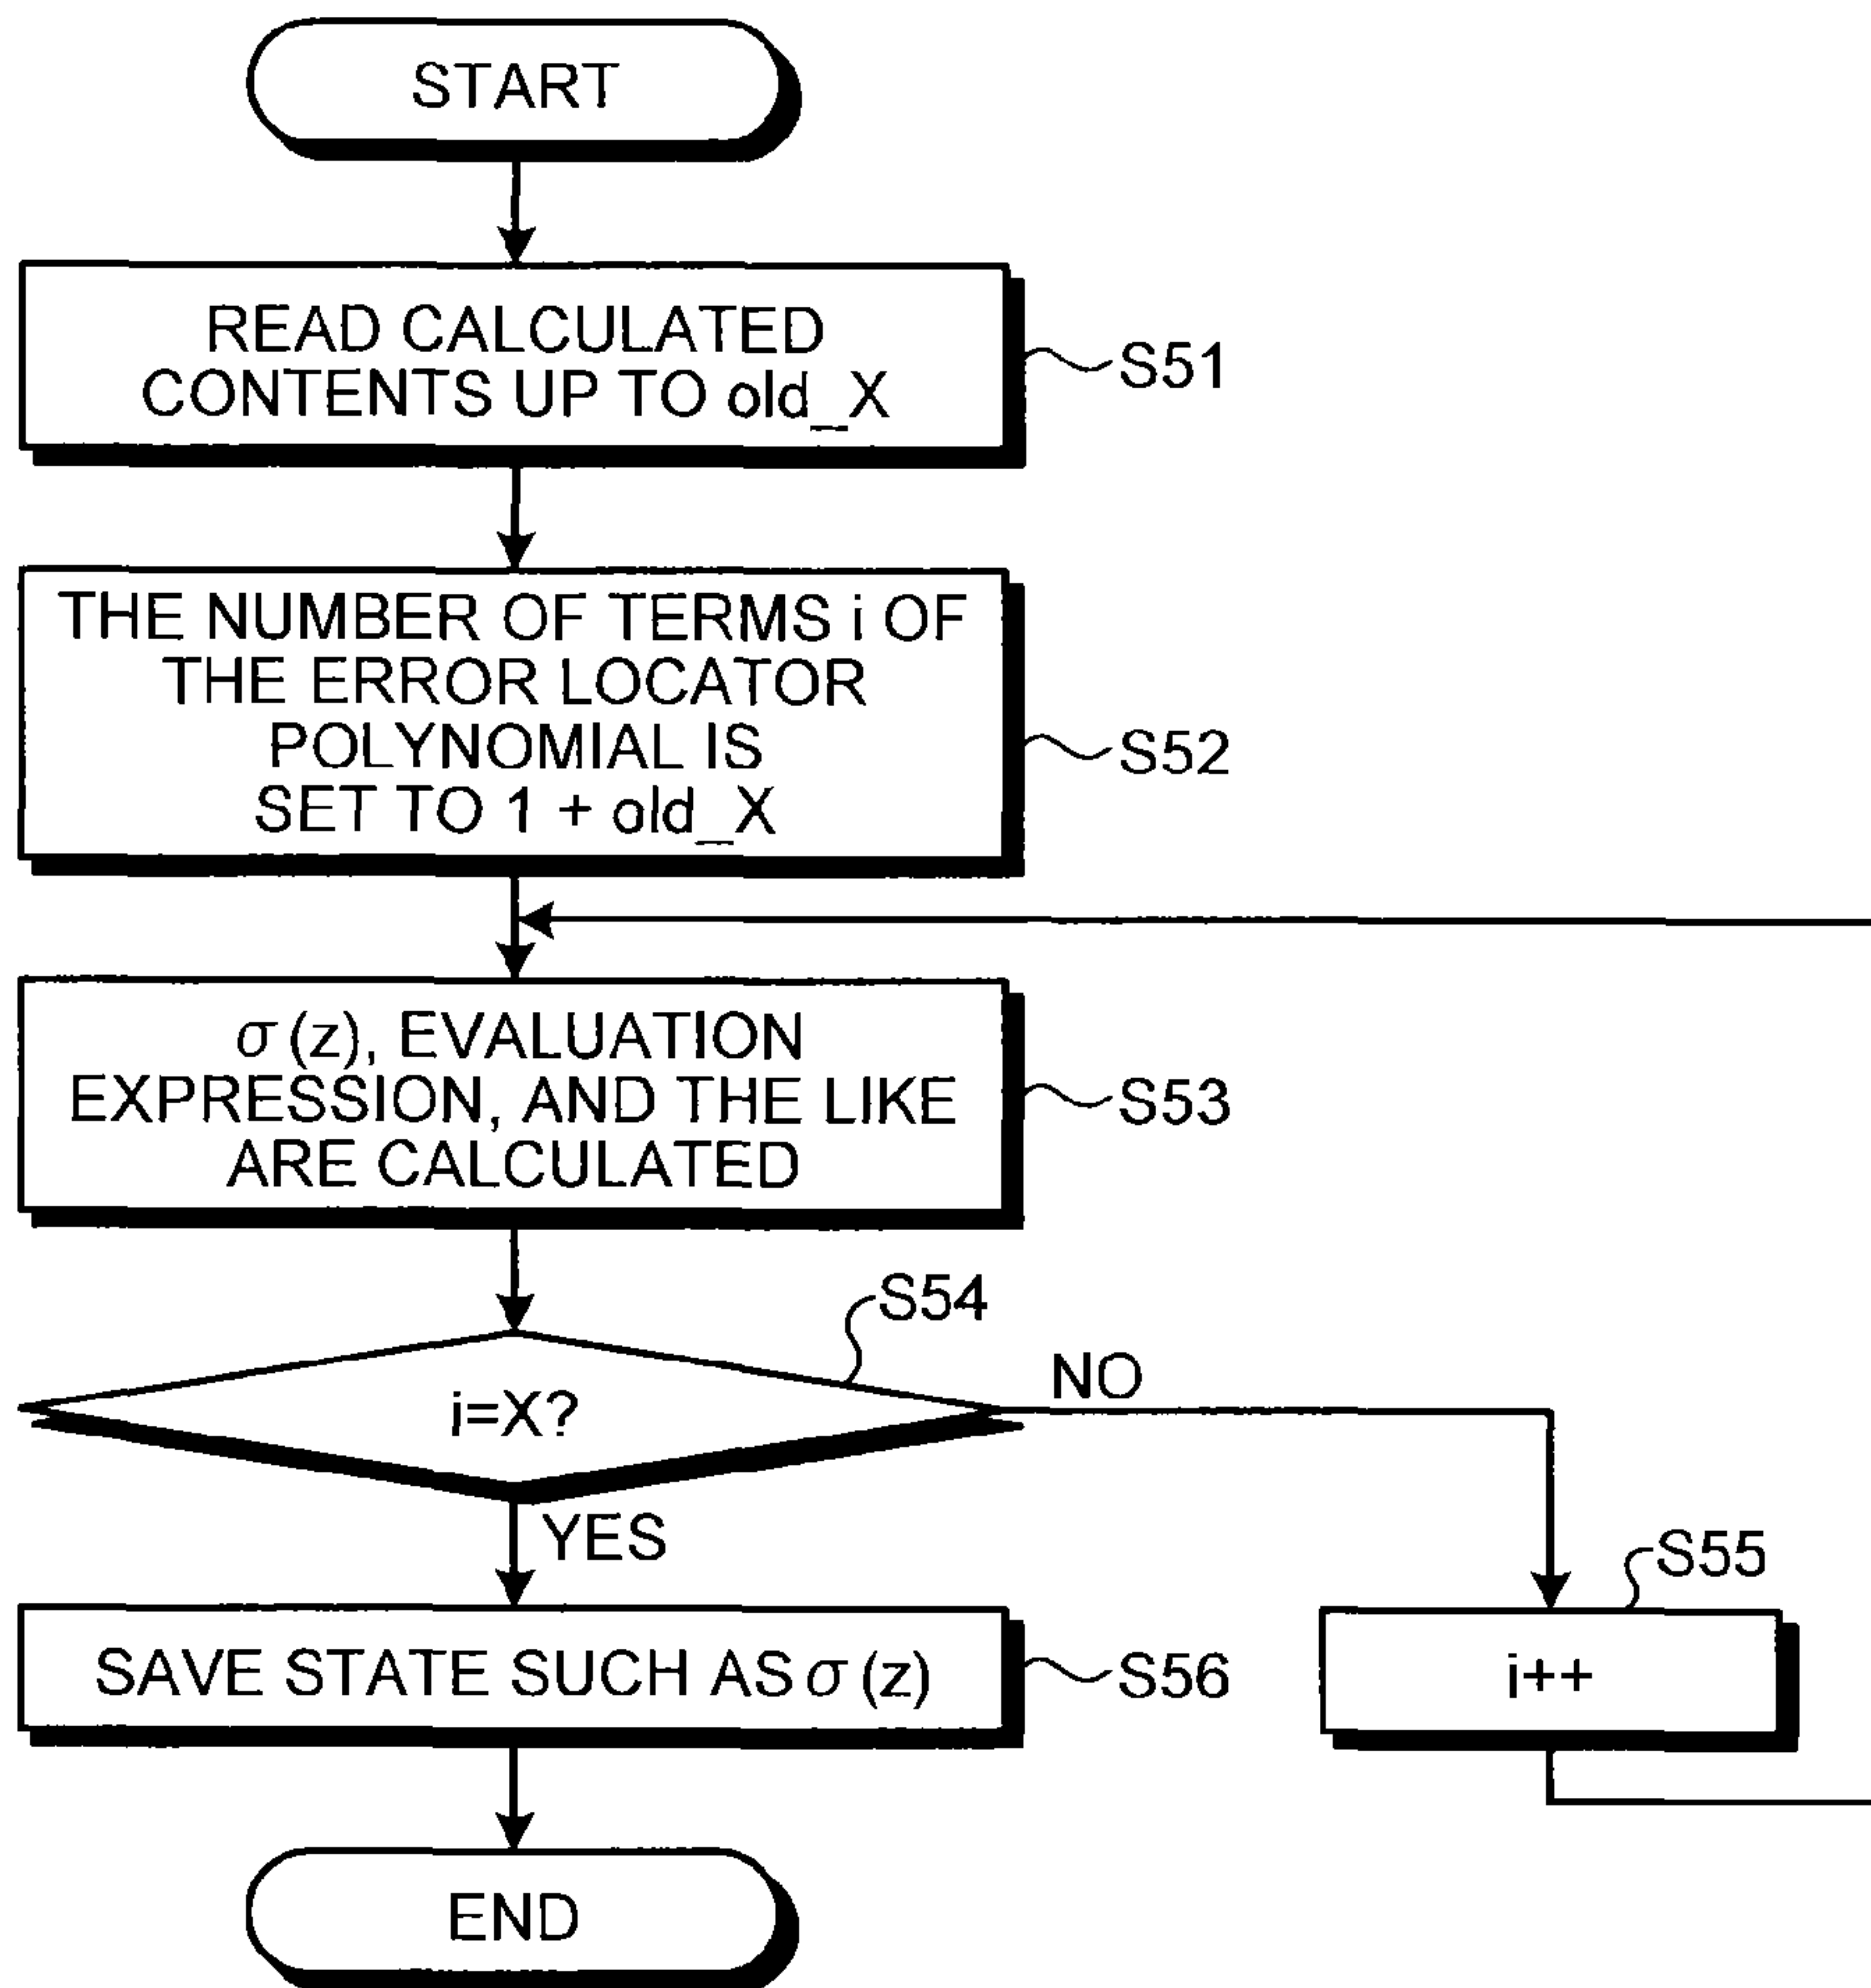 START
READ CALCULATED
CONTENTS UP TO old_X
S51
THE NUMBER OF TERMS i OF
THE ERROR LOCATOR
POLYNOMIAL IS
SET TO 1 + old_X
S52
σ(z), EVALUATION
EXPRESSION, AND THE LIKE
ARE CALCULATED
S53
S54
i=X?
NO
YES
S55
i++
SAVE STATE SUCH AS σ(z)
S56
END